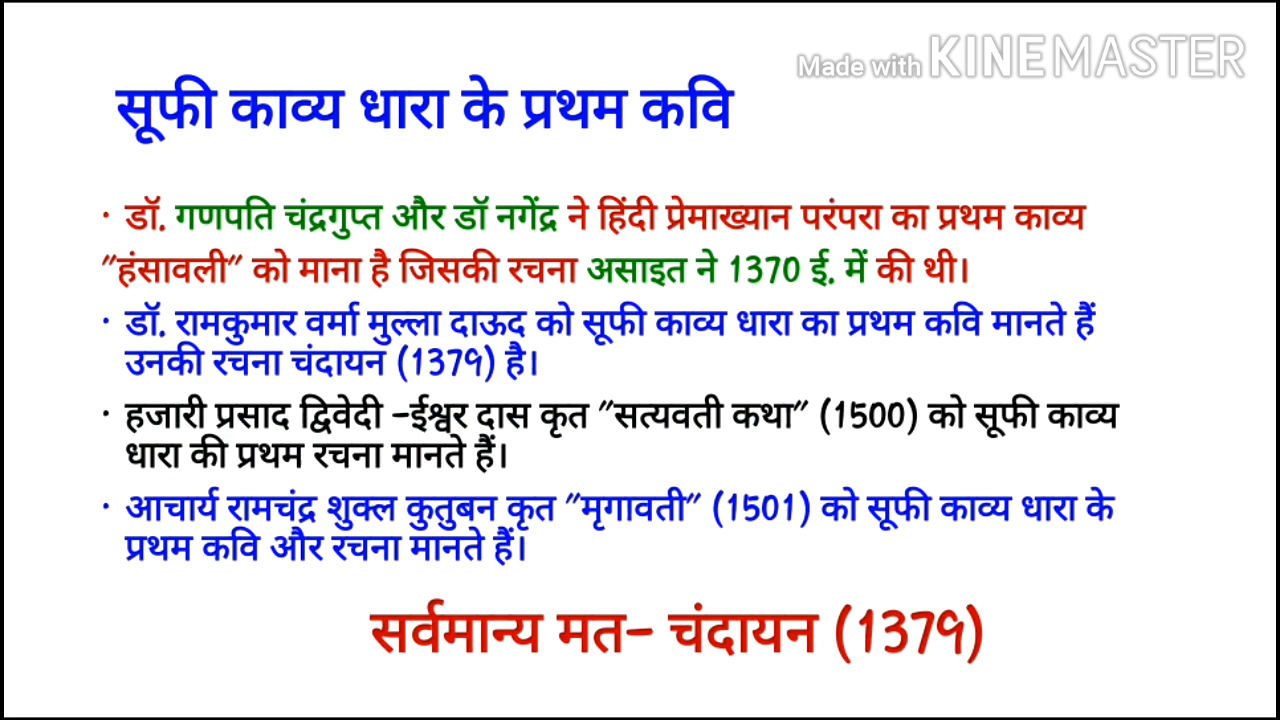 Made with KINEMASTER
सूफी काव्य धारा के प्रथम कवि
· डॉ. गणपति चंद्रगुप्त और डॉ नगेंद्र ने हिंदी प्रेमाख्यान परंपरा का प्रथम काव्य
"हंसावली" को माना है जिसकी रचना असाइत ने 1370 ई. में की थी।
· डॉ. रामकुमार वर्मा मुल्ला दाऊद को सूफी काव्य धारा का प्रथम कवि मानते हैं
उनकी रचना चंदायन (1379) है।
· हजारी प्रसाद द्विवेदी –ईश्वर दास कृत "सत्यवती कथा" (1500) को सूफी काव्य
धारा की प्रथम रचना मानते हैं।
· आचार्य रामचंद्र शुक्ल कुतुबन कृत "मृगावती" (1501) को सूफी काव्य धारा के
प्रथम कवि और रचना मानते हैं।
सर्वमान्य मत– चंदायन (1379)